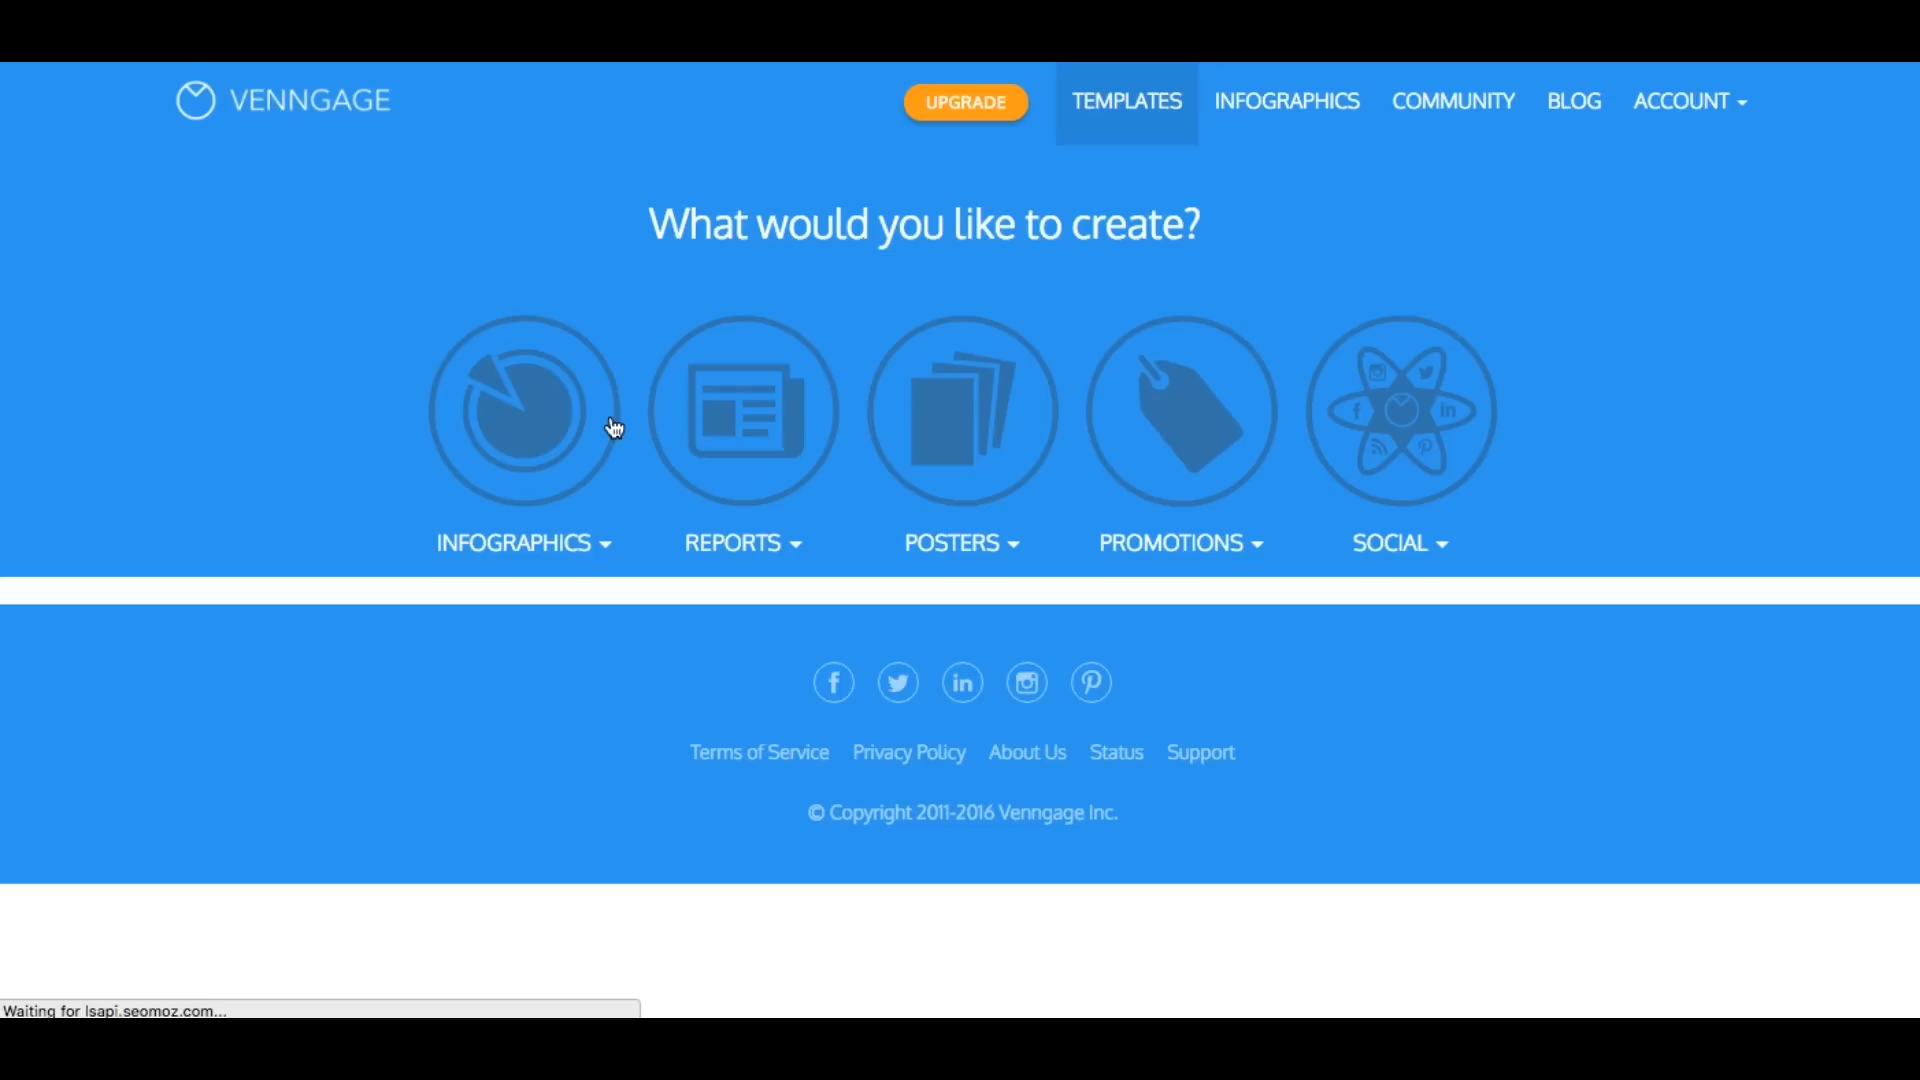 VENNGAGE
UPGRADE TEMPLATES INFOGRAPHICS COMMUNITY BLOG ACCOUNT
What would you like to create?
INFOGRAPHICS REPORTS POSTERS PROMOTIONS SOCIAL
Terms of Service Privacy Policy About Us Status Support
© Copyright 2011-2016 Venngage Inc.
Waiting for lsapi.seomoz.com...